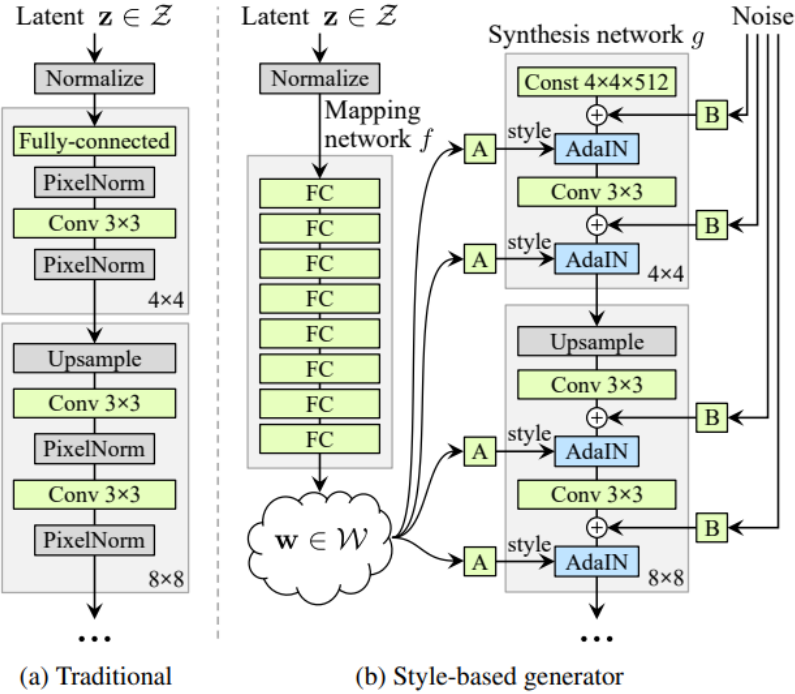 Latent z ∈ 𝒵
Normalize
Fully-connected
PixelNorm
Conv 3×3
PixelNorm
4×4
Upsample
Conv 3×3
PixelNorm
Conv 3×3
PixelNorm
8×8
...
(a) Traditional
Latent z ∈ 𝒵
Normalize
Mapping
network f
FC
FC
FC
FC
FC
FC
FC
FC
w ∈ 𝒲
A
style
A
style
A
style
A
style
Synthesis network g
Const 4×4×512
AdaIN
Conv 3×3
AdaIN
4×4
Upsample
Conv 3×3
AdaIN
Conv 3×3
AdaIN
8×8
...
Noise
B
B
B
B
(b) Style-based generator